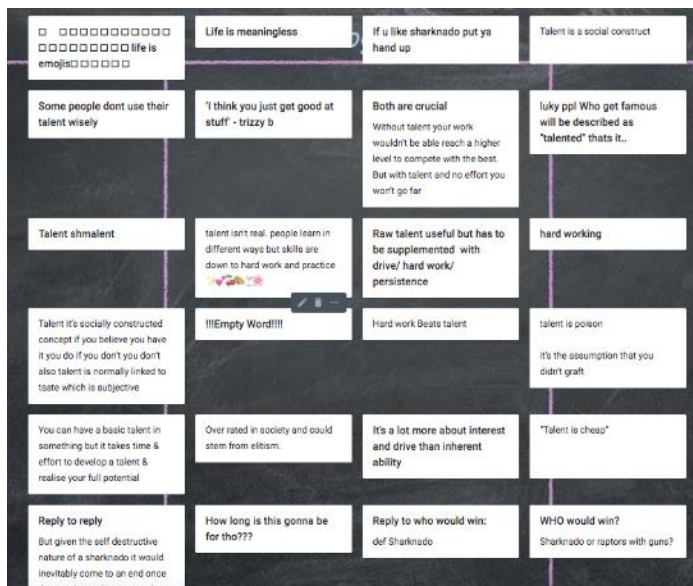 □ □□□□□□□□□□□
□□□□□□□□□ life is
emojis□□□□□□
Life is meaningless
If u like sharknado put ya
hand up
Talent is a social construct
Some people dont use their
talent wisely
'I think you just get good at
stuff' - trizzy b
Both are crucial
Without talent your work
wouldn't be able reach a higher
level to compete with the best.
But with talent and no effort you
won't go far
luky ppl Who get famous
will be described as
"talented" thats it..
Talent shmalent
talent isn't real. people learn in
different ways but skills are
down to hard work and practice
Raw talent useful but has to
be supplemented with
drive/ hard work/
persistence
hard working
Talent it's socially constructed
concept if you believe you have
it you do if you don't you don't
also talent is normally linked to
taste which is subjective
!!!Empty Word!!!!
Hard work Beats talent
talent is poison
it's the assumption that you
didn't graft
You can have a basic talent in
something but it takes time &
effort to develop a talent &
realise your full potential
Over rated in society and could
stem from elitism.
It's a lot more about interest
and drive than inherent
ability
"Talent is cheap"
Reply to reply
But given the self destructive
nature of a sharknado it would
inevitably come to an end once
How long is this gonna be
for tho???
Reply to who would win:
def Sharknado
WHO would win?
Sharknado or raptors with guns?